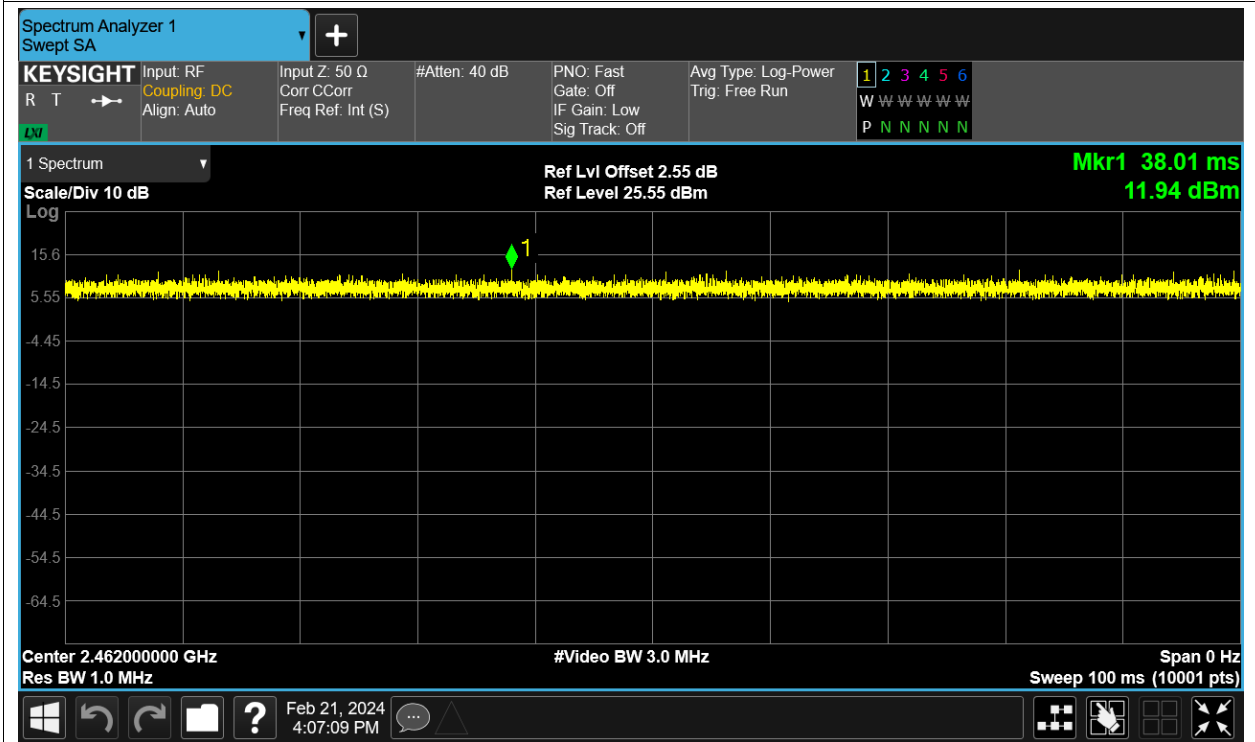 Spectrum Analyzer 1
Swept SA
KEYSIGHT Input: RF Input Z: 50 Ω #Atten: 40 dB PNO: Fast Avg Type: Log-Power 1 2 3 4 5 6
R T Coupling: DC Corr CCorr Gate: Off Trig: Free Run W W W W W W
Align: Auto Freq Ref: Int (S) IF Gain: Low
LXI Sig Track: Off P N N N N N
1 Spectrum Ref Lvl Offset 2.55 dB Mkr1 38.01 ms
Scale/Div 10 dB Ref Level 25.55 dBm 11.94 dBm
Log
1
15.6
5.55
-4.45
-14.5
-24.5
-34.5
-44.5
-54.5
-64.5
Center 2.462000000 GHz #Video BW 3.0 MHz Span 0 Hz
Res BW 1.0 MHz Sweep 100 ms (10001 pts)
? Feb 21, 2024
4:07:09 PM